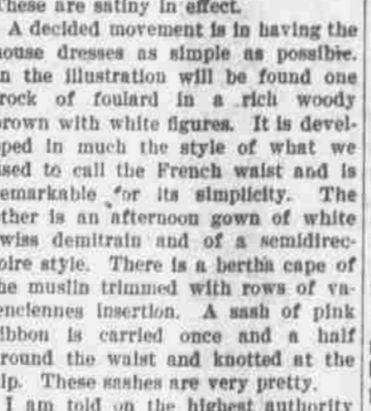 These are satiny in effect.
A decided movement is in having the
ouse dresses as simple as possible.
n the illustration will be found one
rock of foulard in a rich woody
rown with white figures. It is devel-
ped in much the style of what we
sed to call the French waist and is
emarkable for its simplicity. The
ther is an afternoon gown of white
wiss demitrain and of a semidirec-
oire style. There is a bertha cape of
he muslin trimmed with rows of va-
enciennes insertion. A sash of pink
ibbon is carried once and a half
round the waist and knotted at the
ip. These sashes are very pretty.
I am told on the highest authority